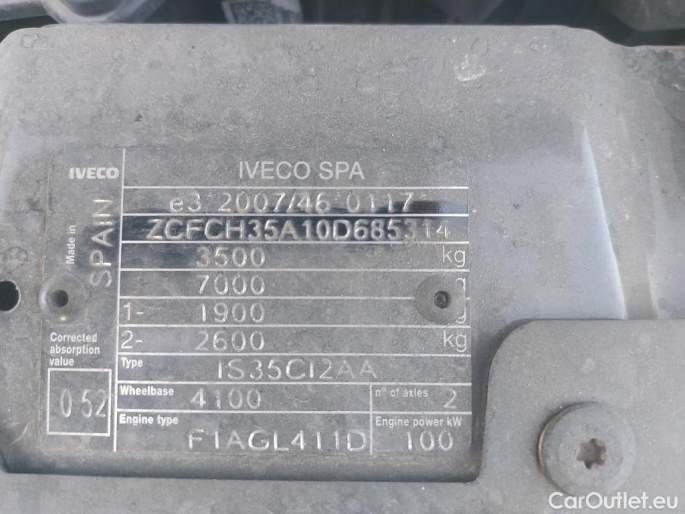 IVECO
IVECO SPA
e3 2007/46 0117
ZCFCH35A10D685314
Made in
SPAIN
3500 kg
7000
1- 1900
2- 2600 kg
Corrected
absorption
value
0 52
Type
IS35CI2AA
Wheelbase
4100
n° of axles
2
Engine type
F1AGL411D
Engine power kW
100
CarOutlet.eu